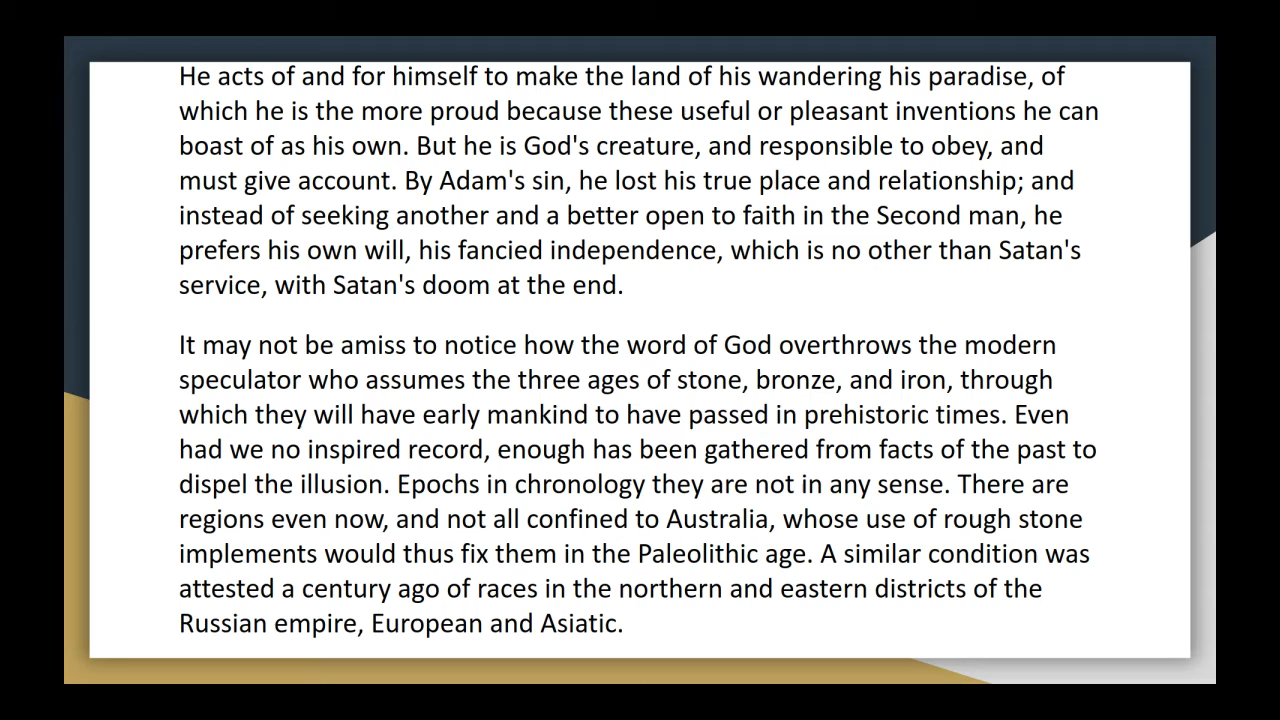 He acts of and for himself to make the land of his wandering his paradise, of
which he is the more proud because these useful or pleasant inventions he can
boast of as his own. But he is God's creature, and responsible to obey, and
must give account. By Adam's sin, he lost his true place and relationship; and
instead of seeking another and a better open to faith in the Second man, he
prefers his own will, his fancied independence, which is no other than Satan's
service, with Satan's doom at the end.
It may not be amiss to notice how the word of God overthrows the modern
speculator who assumes the three ages of stone, bronze, and iron, through
which they will have early mankind to have passed in prehistoric times. Even
had we no inspired record, enough has been gathered from facts of the past to
dispel the illusion. Epochs in chronology they are not in any sense. There are
regions even now, and not all confined to Australia, whose use of rough stone
implements would thus fix them in the Paleolithic age. A similar condition was
attested a century ago of races in the northern and eastern districts of the
Russian empire, European and Asiatic.